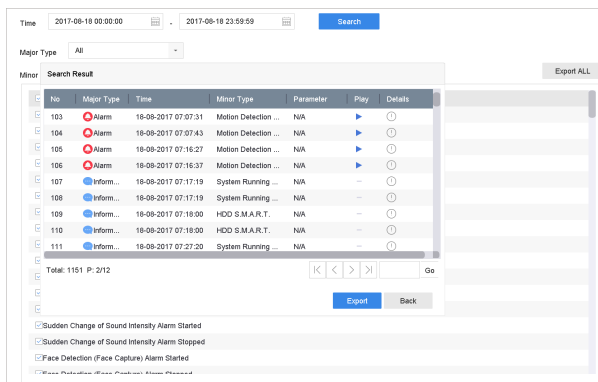 Time 2017-08-18 00:00:00 - 2017-08-18 23:59:59 Search
Major Type All
Minor
Export ALL
Search Result
No Major Type Time Minor Type Parameter Play Details
103 Alarm 18-08-2017 07:07:31 Motion Detection ... N/A
104 Alarm 18-08-2017 07:07:43 Motion Detection ... N/A
105 Alarm 18-08-2017 07:16:27 Motion Detection ... N/A
106 Alarm 18-08-2017 07:16:37 Motion Detection ... N/A
107 Inform... 18-08-2017 07:17:19 System Running ... N/A —
108 Inform... 18-08-2017 07:17:19 System Running ... N/A —
109 Inform... 18-08-2017 07:18:00 HDD S.M.A.R.T. N/A —
110 Inform... 18-08-2017 07:18:00 HDD S.M.A.R.T. N/A —
111 Inform... 18-08-2017 07:27:20 System Running ... N/A —
Total: 1151 P: 2/12 Go
Export Back
Sudden Change of Sound Intensity Alarm Started
Sudden Change of Sound Intensity Alarm Stopped
Face Detection (Face Capture) Alarm Started
Face Detection (Face Capture) Alarm Stopped